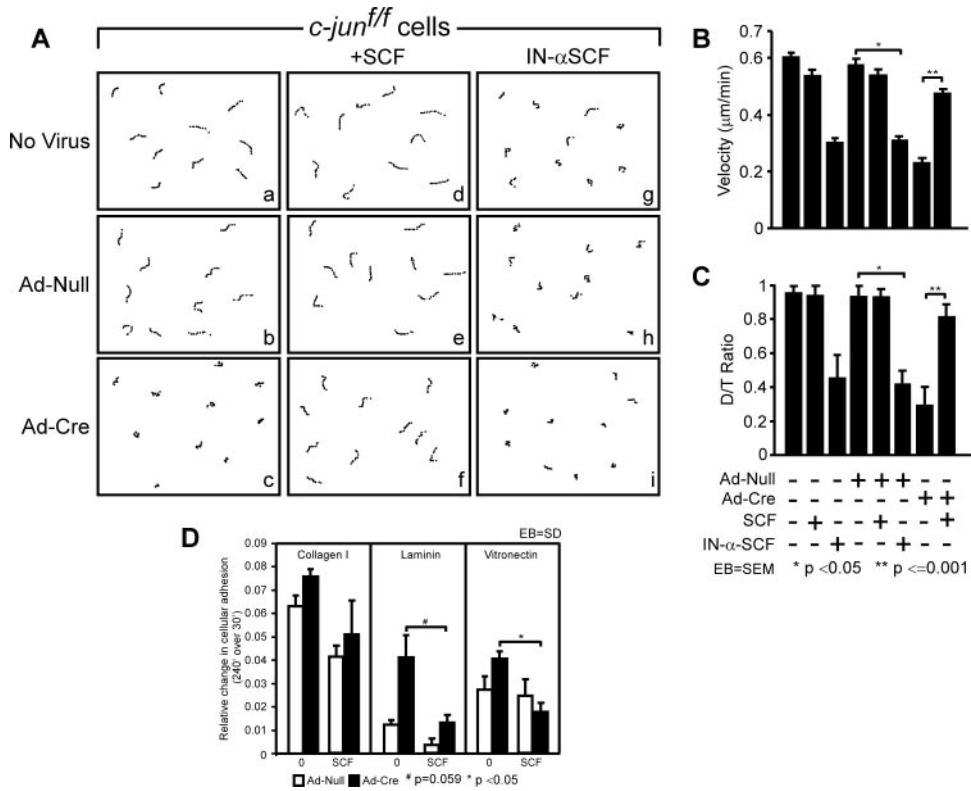 A
c-jun f/f cells
+SCF
IN-αSCF
No Virus
a
d
g
Ad-Null
b
e
h
Ad-Cre
c
f
i
B
Velocity (μm/min)
0.7
0.6
0.4
0.2
0
*
**
C
D/T Ratio
1
0.8
0.6
0.4
0.2
0
*
**
Ad-Null - - - + + + - -
Ad-Cre - - - - - - + +
SCF - + - - + - - +
IN-α-SCF - - + - - + - -
EB=SEM * p <0.05 ** p <=0.001
D
EB=SD
Relative change in cellular adhesion
(240' over 30')
0.09
0.08
0.07
0.06
0.05
0.04
0.03
0.02
0.01
0
Collagen I Laminin Vitronectin
#
*
0 SCF 0 SCF 0 SCF
Ad-Null Ad-Cre # p=0.059 * p <0.05